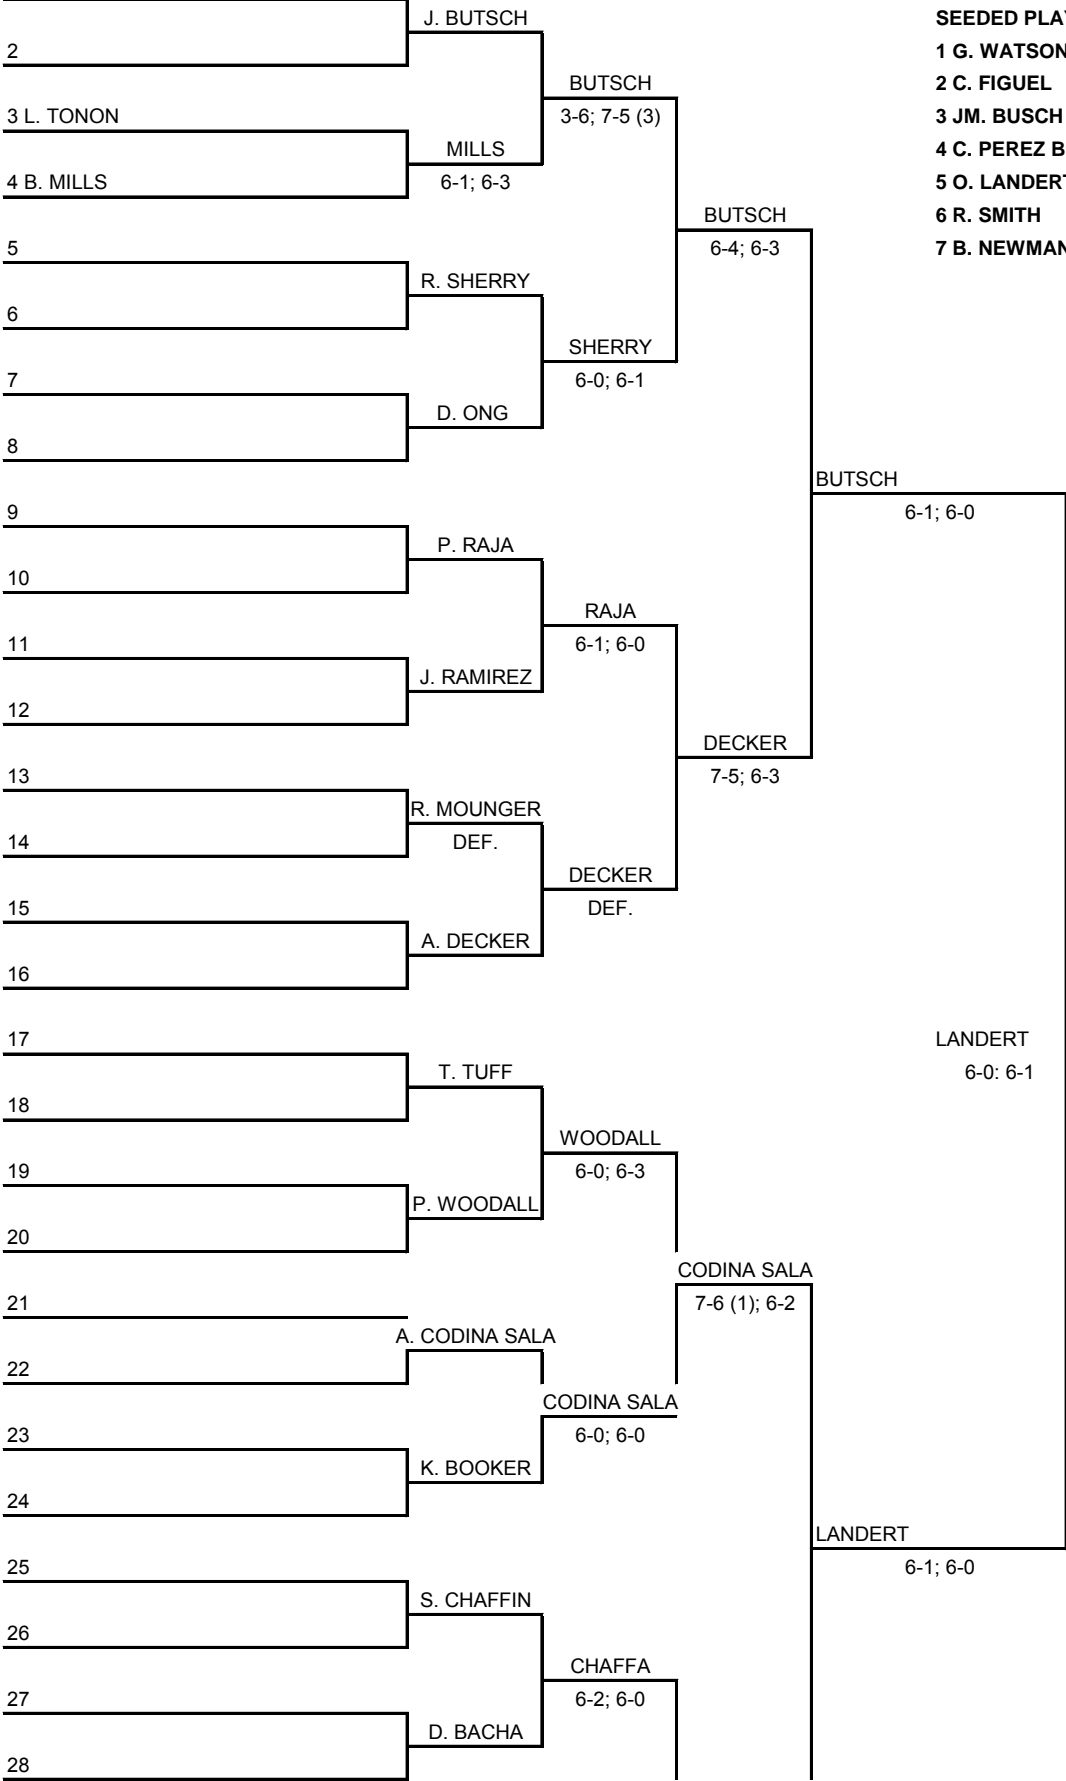 J. BUTSCH
SEEDED PLA
2
1 G. WATSON
BUTSCH
2 C. FIGUEL
3 L. TONON
3-6; 7-5 (3)
3 JM. BUSCH
MILLS
4 C. PEREZ B
4 B. MILLS
6-1; 6-3
5 O. LANDERT
BUTSCH
6 R. SMITH
5
6-4; 6-3
7 B. NEWMAN
R. SHERRY
6
SHERRY
7
6-0; 6-1
D. ONG
8
BUTSCH
9
6-1; 6-0
P. RAJA
10
RAJA
11
6-1; 6-0
J. RAMIREZ
12
DECKER
13
7-5; 6-3
R. MOUNGER
14
DEF.
DECKER
15
DEF.
A. DECKER
16
17
LANDERT
T. TUFF
6-0: 6-1
18
WOODALL
19
6-0; 6-3
P. WOODALL
20
CODINA SALA
21
7-6 (1); 6-2
A. CODINA SALA
22
CODINA SALA
23
6-0; 6-0
K. BOOKER
24
LANDERT
25
6-1; 6-0
S. CHAFFIN
26
CHAFFA
27
6-2; 6-0
D. BACHA
28